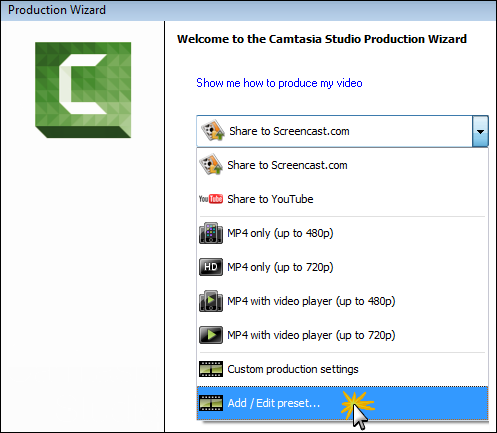 Production Wizard
Welcome to the Camtasia Studio Production Wizard
Show me how to produce my video
Share to Screencast.com
Share to Screencast.com
YouTube Share to YouTube
MP4 only (up to 480p)
HD MP4 only (up to 720p)
MP4 with video player (up to 480p)
MP4 with video player (up to 720p)
Custom production settings
Add / Edit preset...